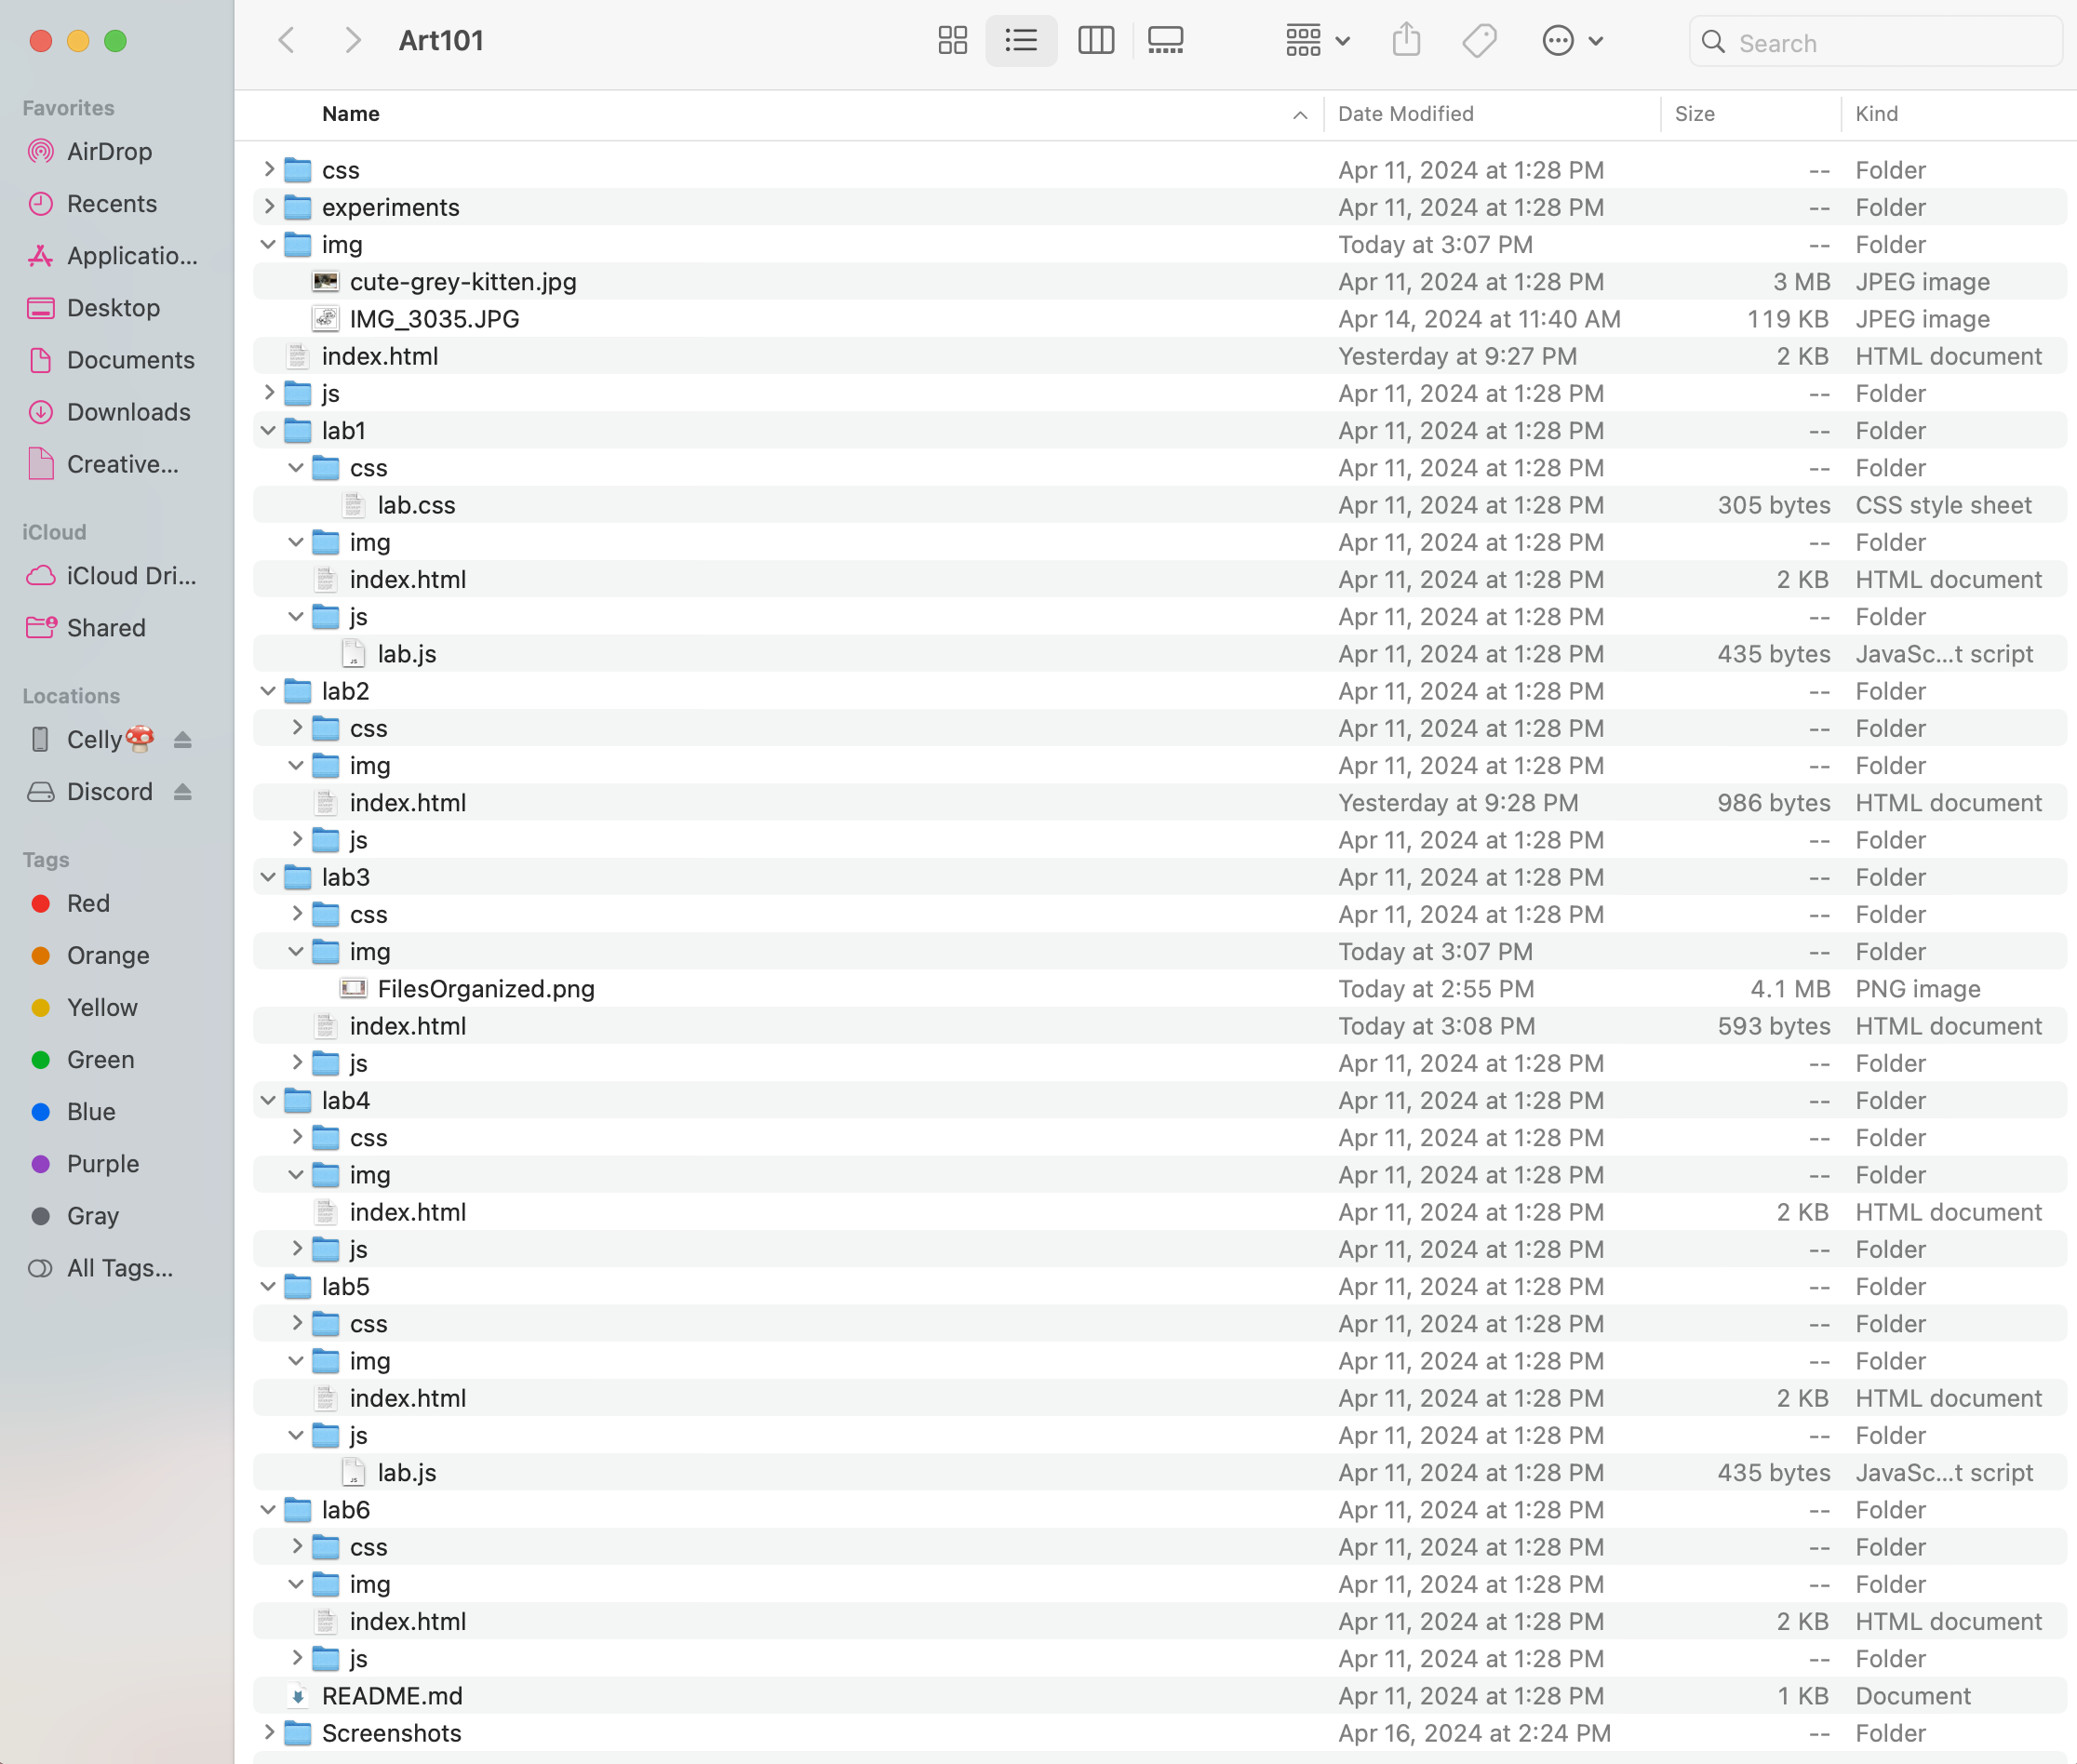 Art101
Search
Favorites
AirDrop
Recents
Applicatio...
Desktop
Documents
Downloads
Creative...
iCloud
iCloud Dri...
Shared
Locations
Celly🍄
Discord
Tags
Red
Orange
Yellow
Green
Blue
Purple
Gray
All Tags...
Name Date Modified Size Kind
css Apr 11, 2024 at 1:28 PM -- Folder
experiments Apr 11, 2024 at 1:28 PM -- Folder
img Today at 3:07 PM -- Folder
cute-grey-kitten.jpg Apr 11, 2024 at 1:28 PM 3 MB JPEG image
IMG_3035.JPG Apr 14, 2024 at 11:40 AM 119 KB JPEG image
index.html Yesterday at 9:27 PM 2 KB HTML document
js Apr 11, 2024 at 1:28 PM -- Folder
lab1 Apr 11, 2024 at 1:28 PM -- Folder
css Apr 11, 2024 at 1:28 PM -- Folder
lab.css Apr 11, 2024 at 1:28 PM 305 bytes CSS style sheet
img Apr 11, 2024 at 1:28 PM -- Folder
index.html Apr 11, 2024 at 1:28 PM 2 KB HTML document
js Apr 11, 2024 at 1:28 PM -- Folder
lab.js Apr 11, 2024 at 1:28 PM 435 bytes JavaSc...t script
lab2 Apr 11, 2024 at 1:28 PM -- Folder
css Apr 11, 2024 at 1:28 PM -- Folder
img Apr 11, 2024 at 1:28 PM -- Folder
index.html Yesterday at 9:28 PM 986 bytes HTML document
js Apr 11, 2024 at 1:28 PM -- Folder
lab3 Apr 11, 2024 at 1:28 PM -- Folder
css Apr 11, 2024 at 1:28 PM -- Folder
img Today at 3:07 PM -- Folder
FilesOrganized.png Today at 2:55 PM 4.1 MB PNG image
index.html Today at 3:08 PM 593 bytes HTML document
js Apr 11, 2024 at 1:28 PM -- Folder
lab4 Apr 11, 2024 at 1:28 PM -- Folder
css Apr 11, 2024 at 1:28 PM -- Folder
img Apr 11, 2024 at 1:28 PM -- Folder
index.html Apr 11, 2024 at 1:28 PM 2 KB HTML document
js Apr 11, 2024 at 1:28 PM -- Folder
lab5 Apr 11, 2024 at 1:28 PM -- Folder
css Apr 11, 2024 at 1:28 PM -- Folder
img Apr 11, 2024 at 1:28 PM -- Folder
index.html Apr 11, 2024 at 1:28 PM 2 KB HTML document
js Apr 11, 2024 at 1:28 PM -- Folder
lab.js Apr 11, 2024 at 1:28 PM 435 bytes JavaSc...t script
lab6 Apr 11, 2024 at 1:28 PM -- Folder
css Apr 11, 2024 at 1:28 PM -- Folder
img Apr 11, 2024 at 1:28 PM -- Folder
index.html Apr 11, 2024 at 1:28 PM 2 KB HTML document
js Apr 11, 2024 at 1:28 PM -- Folder
README.md Apr 11, 2024 at 1:28 PM 1 KB Document
Screenshots Apr 16, 2024 at 2:24 PM -- Folder